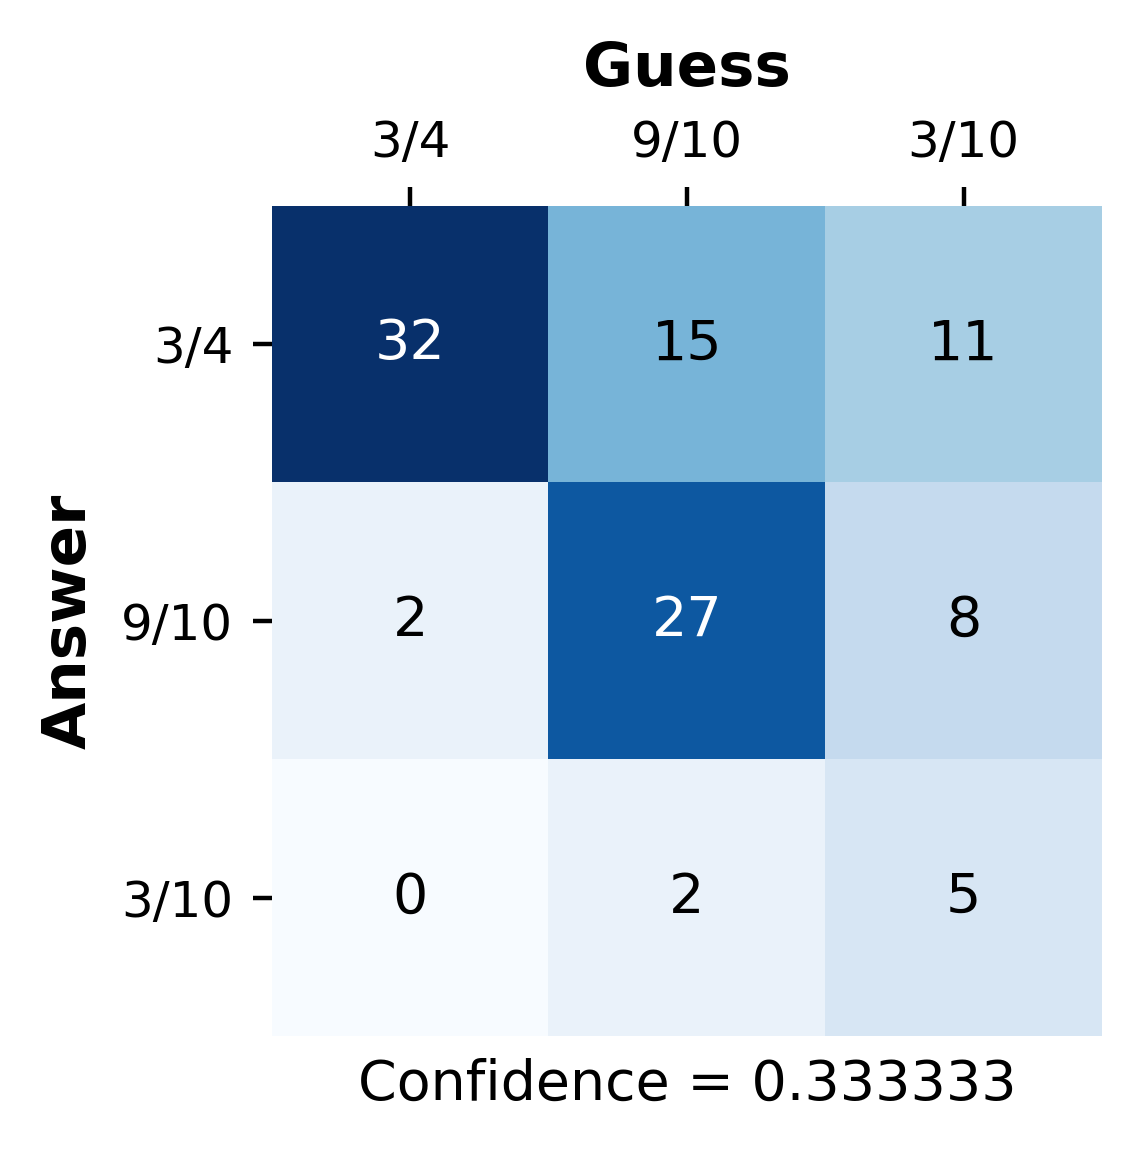 Guess
3/4 9/10 3/10
Answer
3/4 32 15 11
9/10 2 27 8
3/10 0 2 5
Confidence = 0.333333